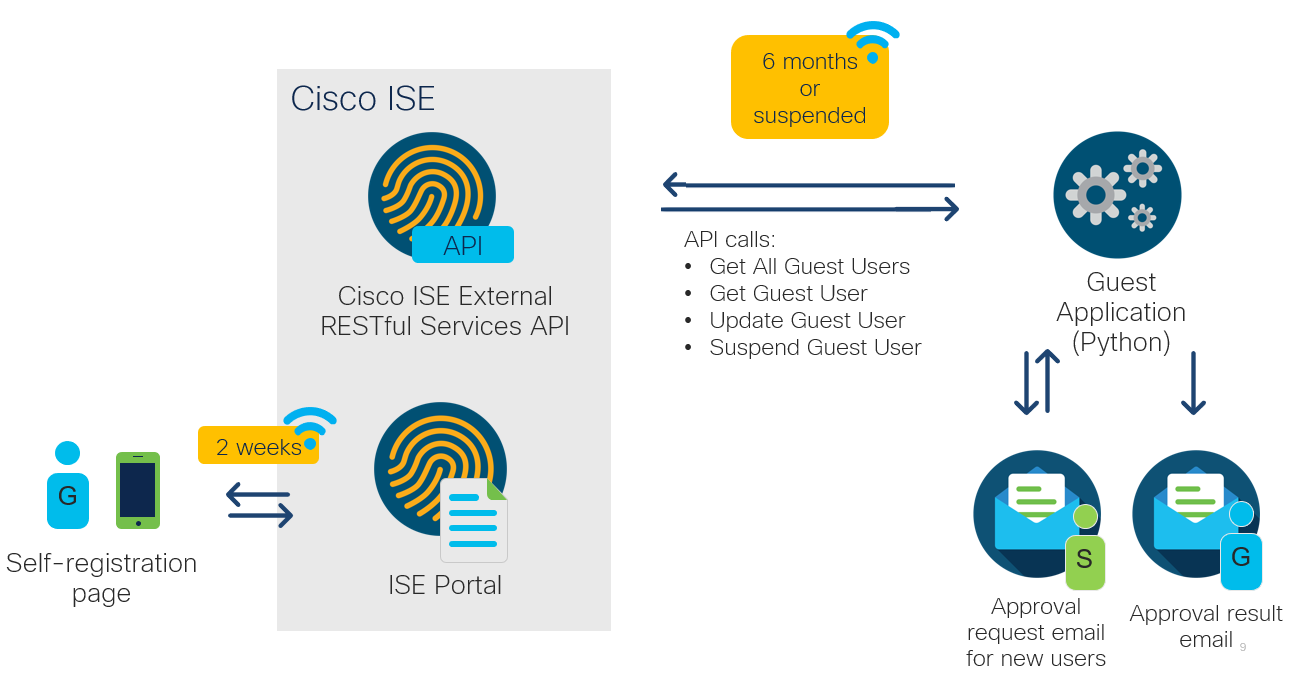 Cisco ISE
API
Cisco ISE External
RESTful Services API
2 weeks
G
Self-registration
page
ISE Portal
6 months
or
suspended
API calls:
• Get All Guest Users
• Get Guest User
• Update Guest User
• Suspend Guest User
Guest
Application
(Python)
S
Approval
request email
for new users
G
Approval result
email
9